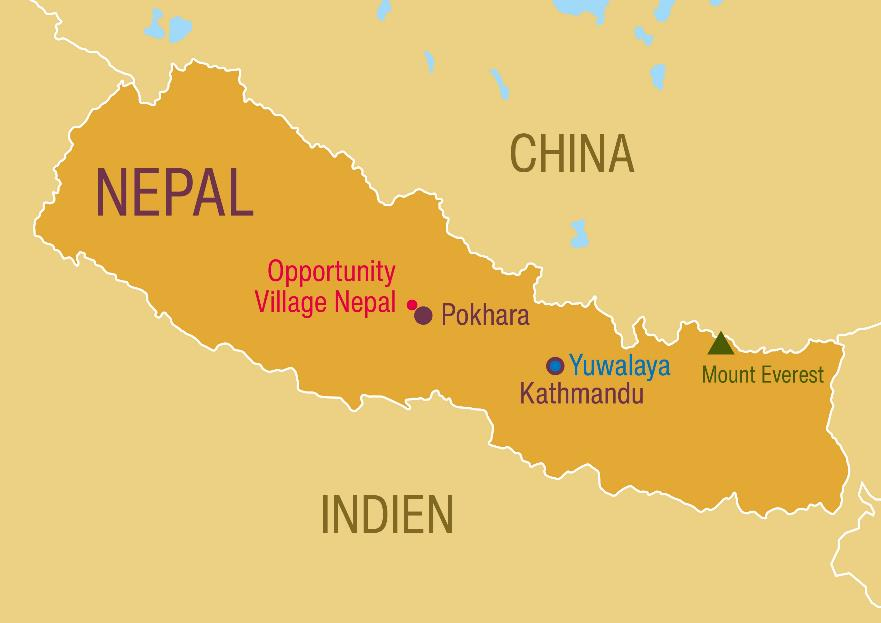 CHINA
NEPAL
Opportunity
Village Nepal
Pokhara
Yuwalaya
Kathmandu
Mount Everest
INDIEN